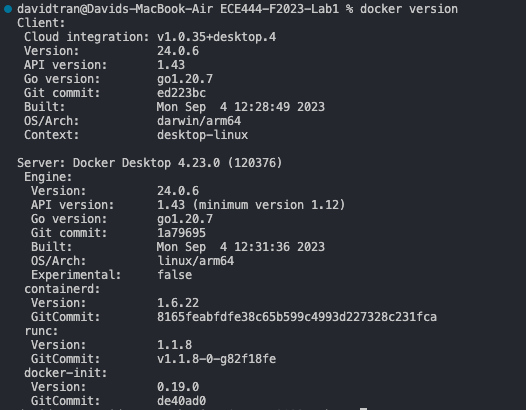 davidtran@Davids-MacBook-Air ECE444-F2023-Lab1 % docker version
Client:
Cloud integration: v1.0.35+desktop.4
Version: 24.0.6
API version: 1.43
Go version: go1.20.7
Git commit: ed223bc
Built: Mon Sep 4 12:28:49 2023
OS/Arch: darwin/arm64
Context: desktop-linux
Server: Docker Desktop 4.23.0 (120376)
Engine:
Version: 24.0.6
API version: 1.43 (minimum version 1.12)
Go version: go1.20.7
Git commit: 1a79695
Built: Mon Sep 4 12:31:36 2023
OS/Arch: linux/arm64
Experimental: false
containerd:
Version: 1.6.22
GitCommit: 8165feabfdfe38c65b599c4993d227328c231fca
runc:
Version: 1.1.8
GitCommit: v1.1.8-0-g82f18fe
docker-init:
Version: 0.19.0
GitCommit: de40ad0